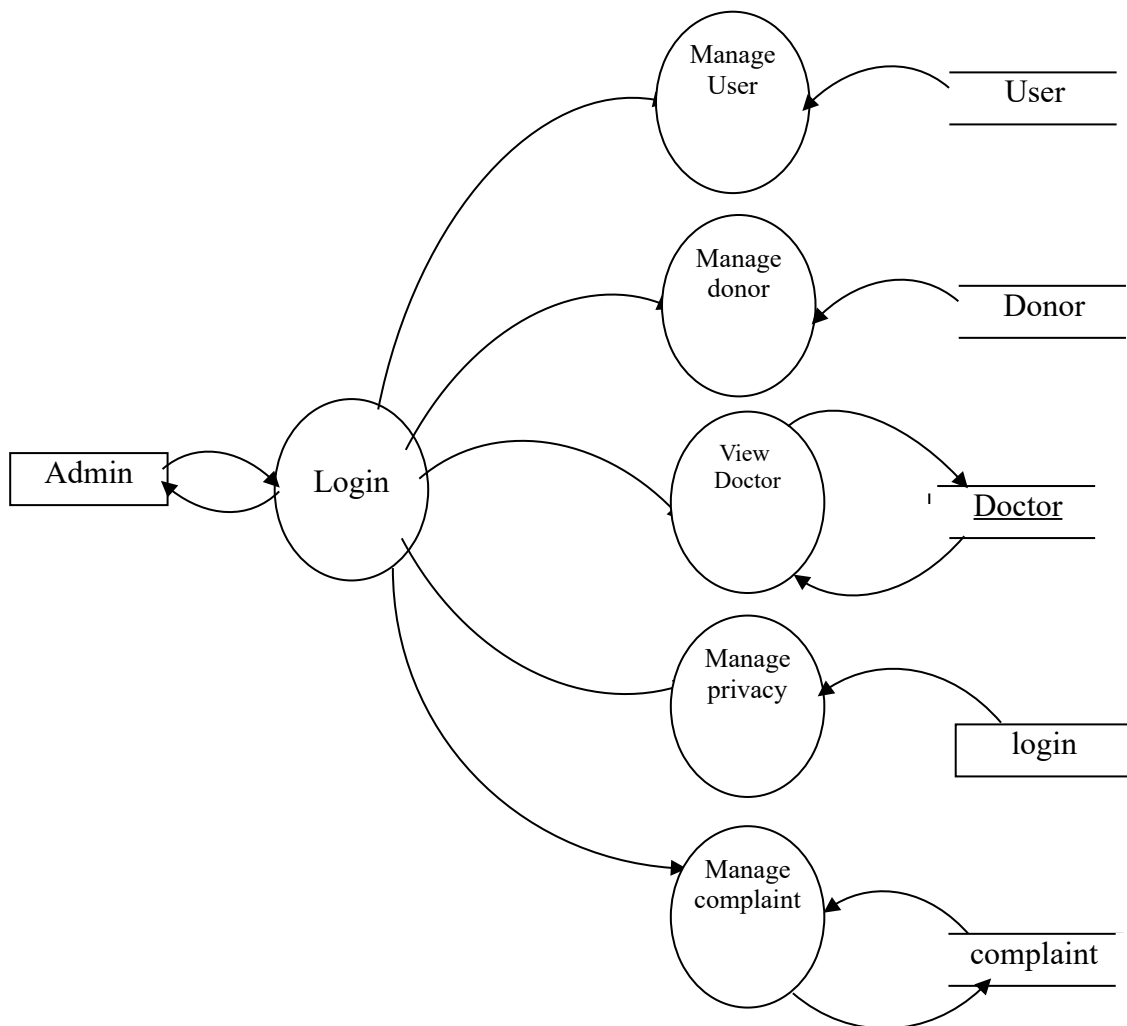 Manage
User
User
Manage
donor
Donor
Admin
Login
View
Doctor
Doctor
Manage
privacy
login
Manage
complaint
complaint